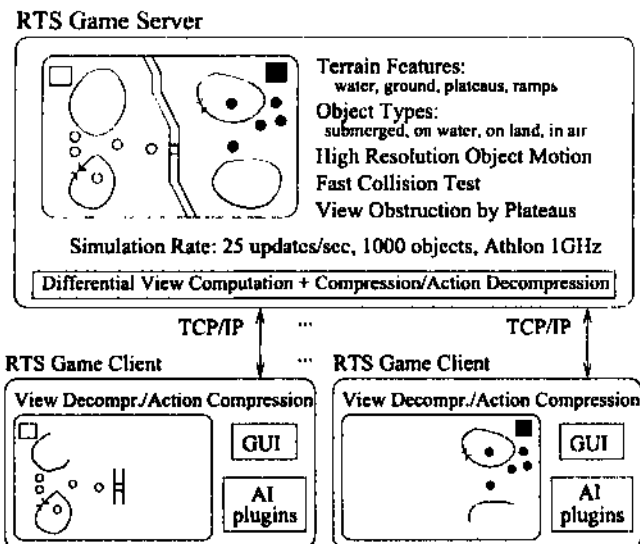 RTS Game Server
Terrain Features:
water, ground, plateaus, ramps
Object Types:
submerged, on water, on land, in air
High Resolution Object Motion
Fast Collision Test
View Obstruction by Plateaus
Simulation Rate: 25 updates/sec, 1000 objects, Athlon 1GHz
Differential View Computation + Compression/Action Decompression
TCP/IP ... TCP/IP
...
RTS Game Client RTS Game Client
View Decompr./Action Compression View Decompr./Action Compression
GUI GUI
AI AI
plugins plugins